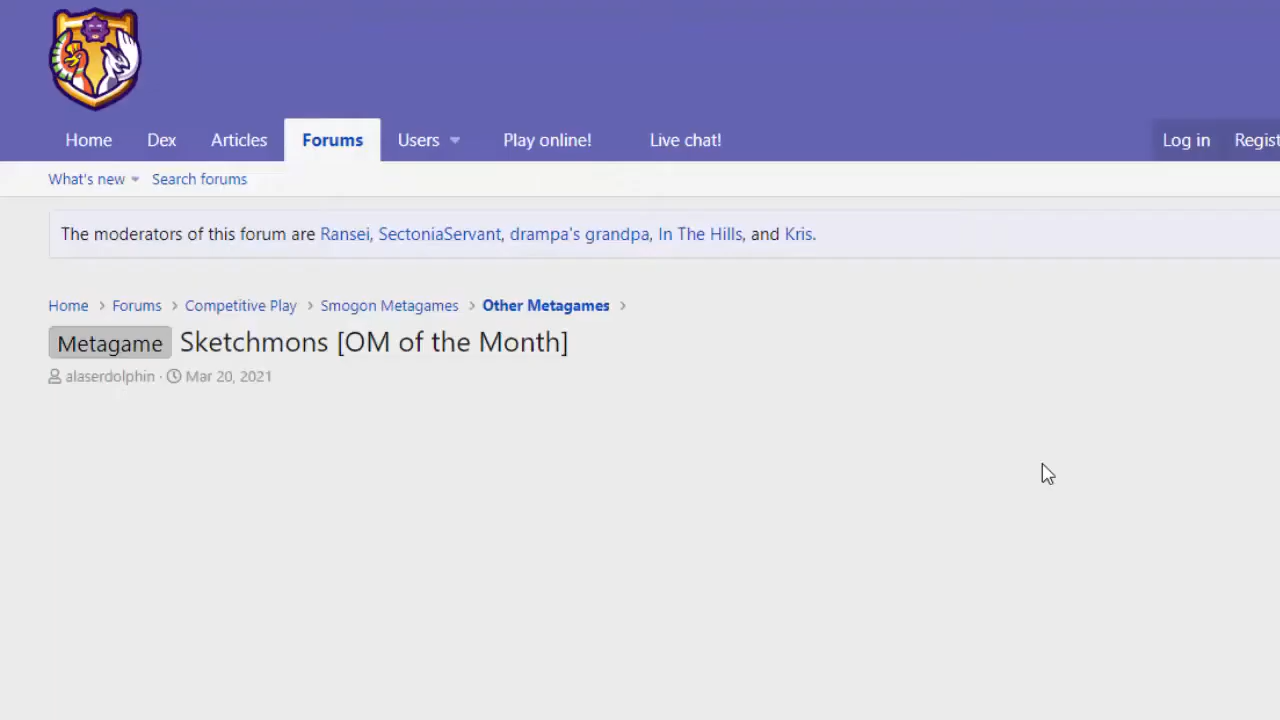 Home Dex Articles Forums Users Play online! Live chat! Log in Regist
What's new Search forums
The moderators of this forum are Ransei, SectoniaServant, drampa's grandpa, In The Hills, and Kris.
Home Forums Competitive Play Smogon Metagames Other Metagames
Metagame Sketchmons [OM of the Month]
alaserdolphin · Mar 20, 2021